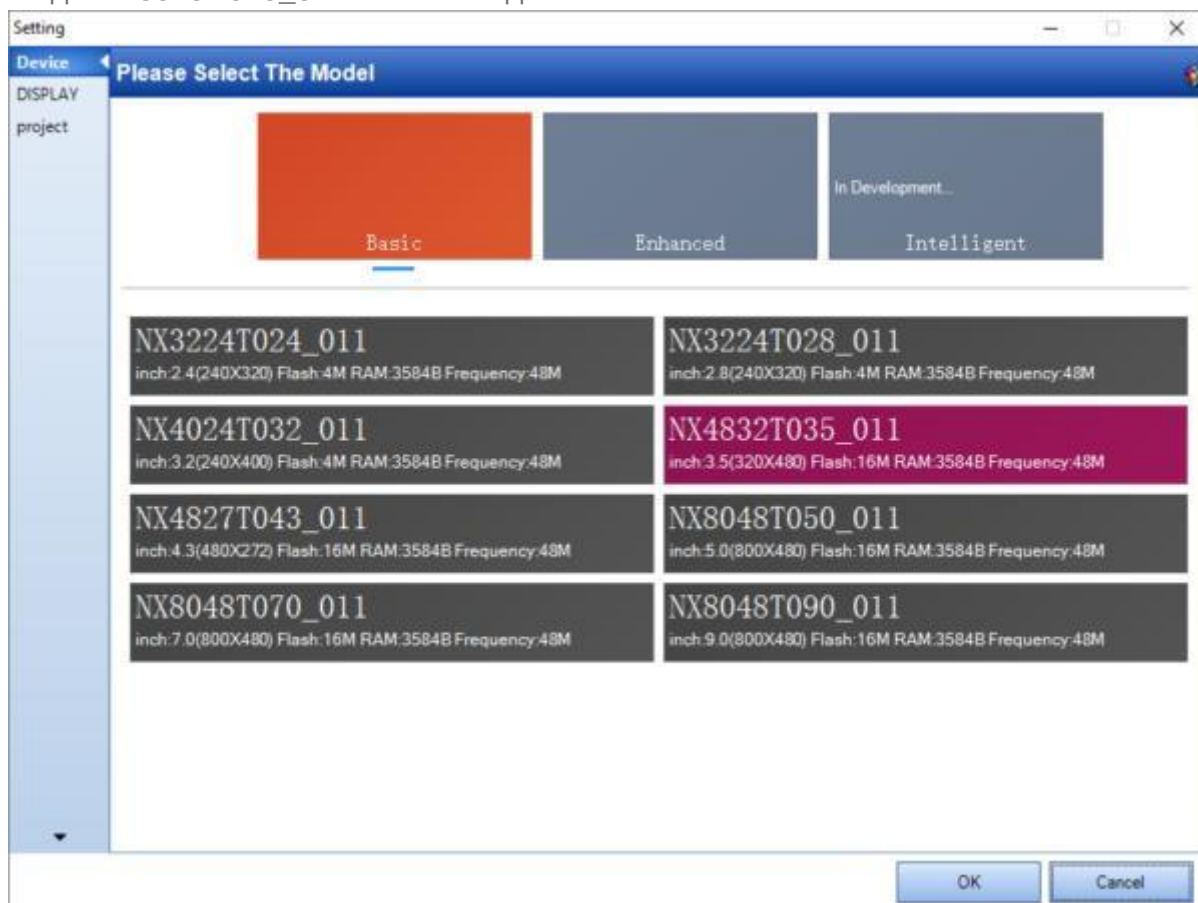 Setting
Device
DISPLAY
project
Please Select The Model
In Development...
Basic
Enhanced
Intelligent
NX3224T024_011
inch:2.4(240X320) Flash:4M RAM:3584B Frequency:48M
NX3224T028_011
inch:2.8(240X320) Flash:4M RAM:3584B Frequency:48M
NX4024T032_011
inch:3.2(240X400) Flash:4M RAM:3584B Frequency:48M
NX4832T035_011
inch:3.5(320X480) Flash:16M RAM:3584B Frequency:48M
NX4827T043_011
inch:4.3(480X272) Flash:16M RAM:3584B Frequency:48M
NX8048T050_011
inch:5.0(800X480) Flash:16M RAM:3584B Frequency:48M
NX8048T070_011
inch:7.0(800X480) Flash:16M RAM:3584B Frequency:48M
NX8048T090_011
inch:9.0(800X480) Flash:16M RAM:3584B Frequency:48M
OK
Cancel